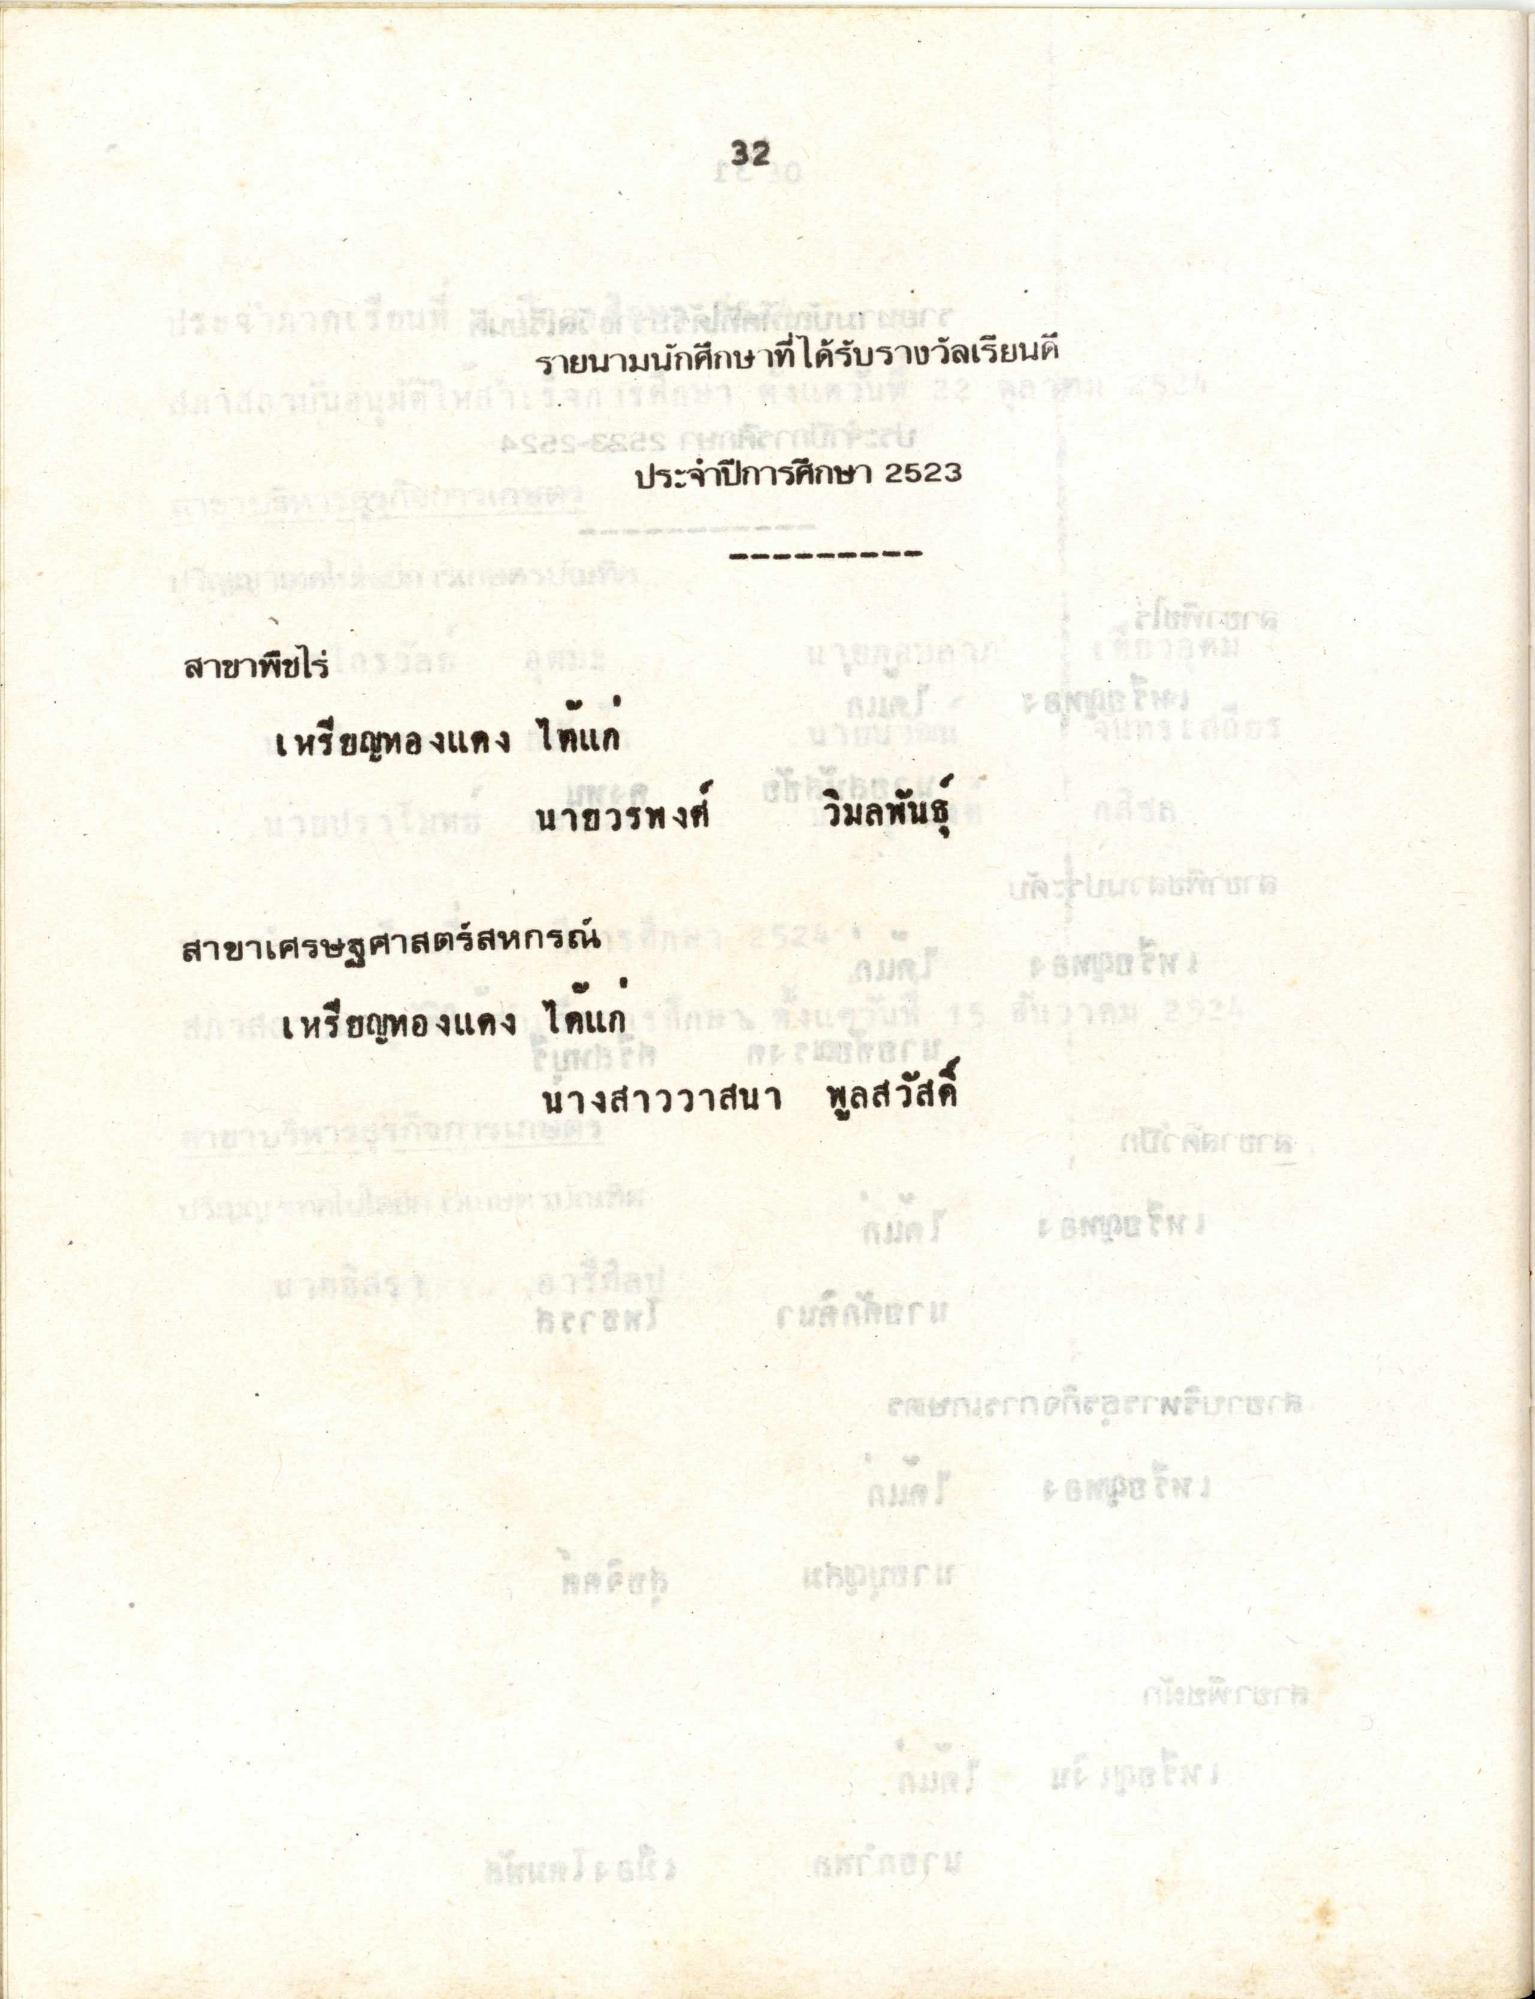 32
รายนามนักศึกษาที่ได้รับรางวัลเรียนดี
ประจำปีการศึกษา 2523
---------
สาขาพืชไร่
เหรียญทองแดง ได้แก่
นายวรพงศ์ วิมลพันธุ์
สาขาเศรษฐศาสตร์สหกรณ์
เหรียญทองแดง ได้แก่
นางสาววาสนา พูลสวัสดิ์